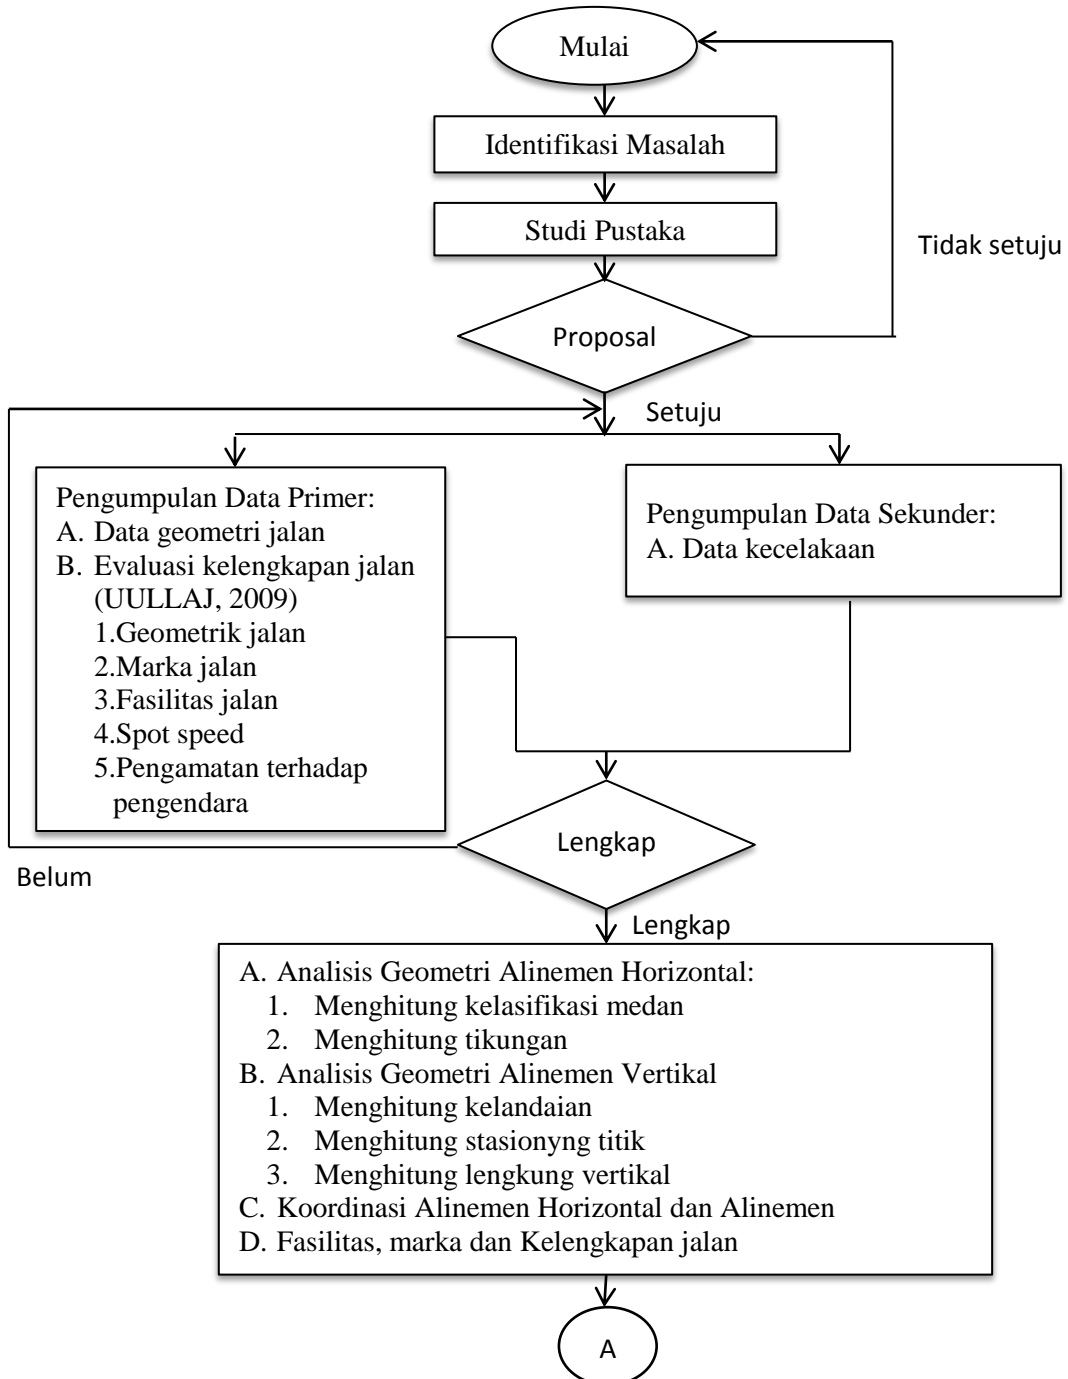 Mulai
Identifikasi Masalah
Studi Pustaka
Tidak setuju
Proposal
Setuju
Pengumpulan Data Primer:
A. Data geometri jalan
B. Evaluasi kelengkapan jalan
(UULLAJ, 2009)
1.Geometrik jalan
2.Marka jalan
3.Fasilitas jalan
4.Spot speed
5.Pengamatan terhadap
pengendara
Pengumpulan Data Sekunder:
A. Data kecelakaan
Lengkap
Belum
Lengkap
A. Analisis Geometri Alinemen Horizontal:
1. Menghitung kelasifikasi medan
2. Menghitung tikungan
B. Analisis Geometri Alinemen Vertikal
1. Menghitung kelandaian
2. Menghitung stasionyng titik
3. Menghitung lengkung vertikal
C. Koordinasi Alinemen Horizontal dan Alinemen
D. Fasilitas, marka dan Kelengkapan jalan
A